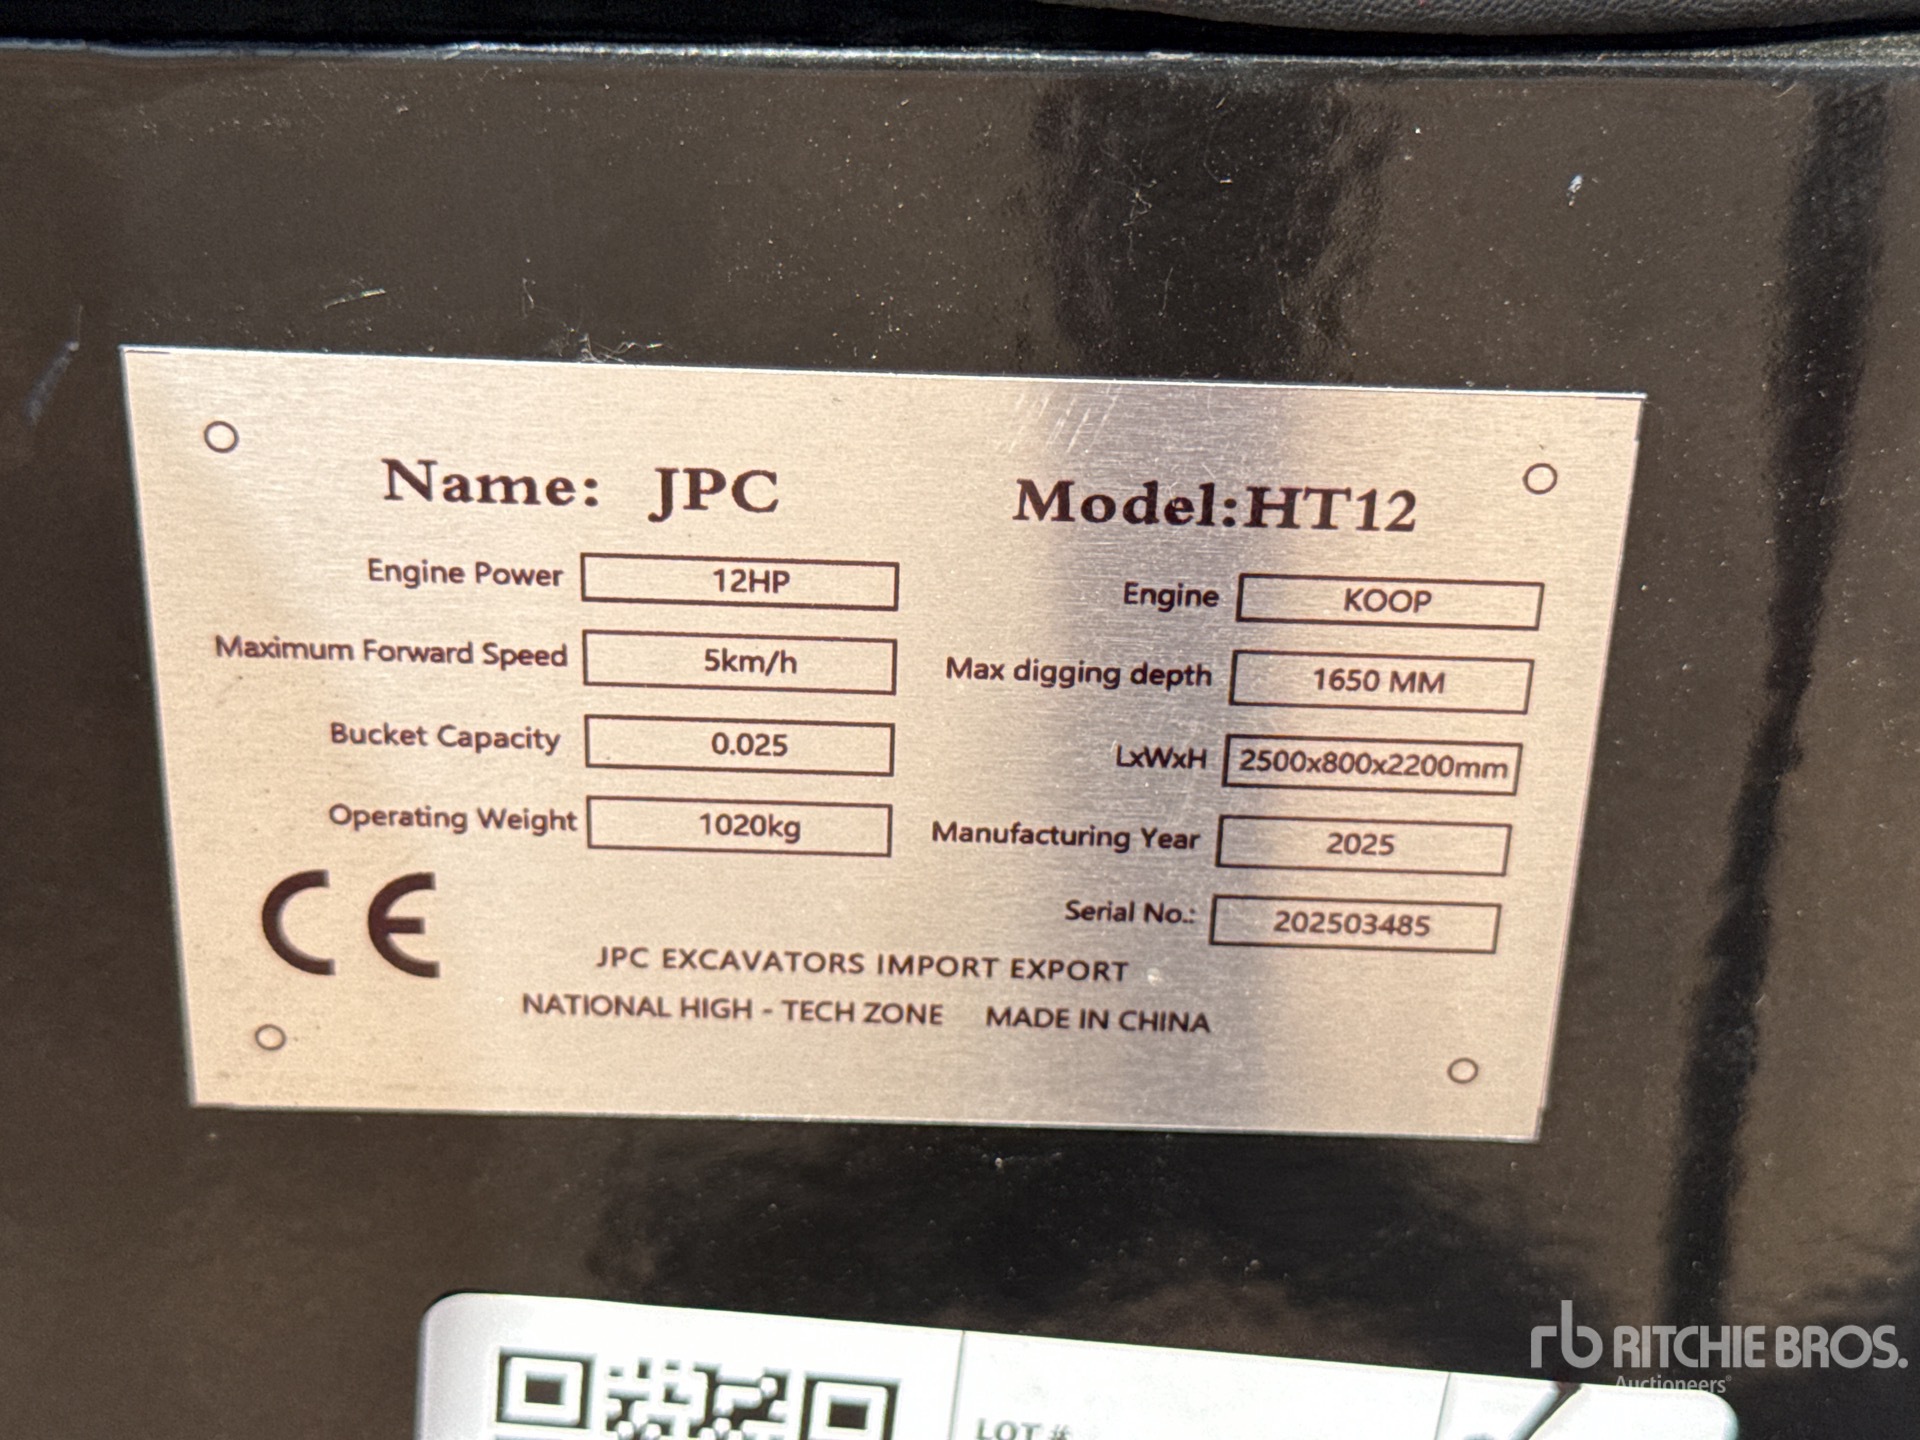 Name: JPC Model:HT12
Engine Power 12HP Engine KOOP
Maximum Forward Speed 5km/h Max digging depth 1650 MM
Bucket Capacity 0.025 LxWxH 2500x800x2200mm
Operating Weight 1020kg Manufacturing Year 2025
Serial No.: 202503485
CE
JPC EXCAVATORS IMPORT EXPORT
NATIONAL HIGH - TECH ZONE MADE IN CHINA
LOT #
rb RITCHIE BROS.
Auctioneers